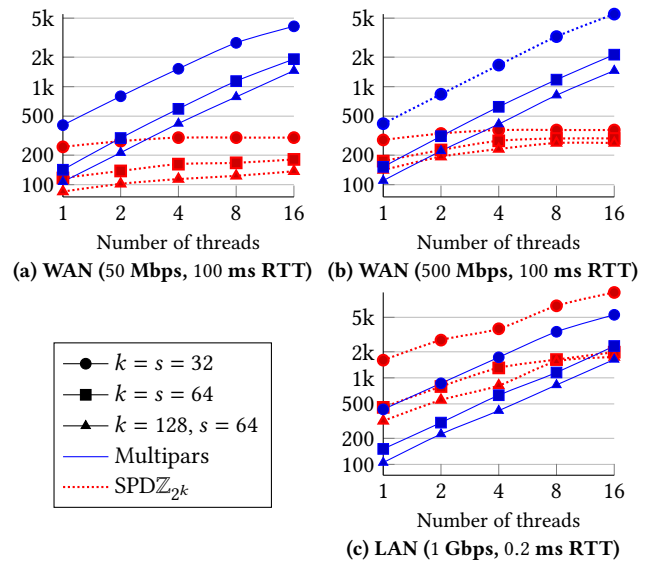 5k
2k
1k
500
200
100
1 2 4 8 16
Number of threads
(a) WAN (50 Mbps, 100 ms RTT)
5k
2k
1k
500
200
100
1 2 4 8 16
Number of threads
(b) WAN (500 Mbps, 100 ms RTT)
k = s = 32
k = s = 64
k = 128, s = 64
Multipars
SPDℤ₂ₖ
5k
2k
1k
500
200
100
1 2 4 8 16
Number of threads
(c) LAN (1 Gbps, 0.2 ms RTT)